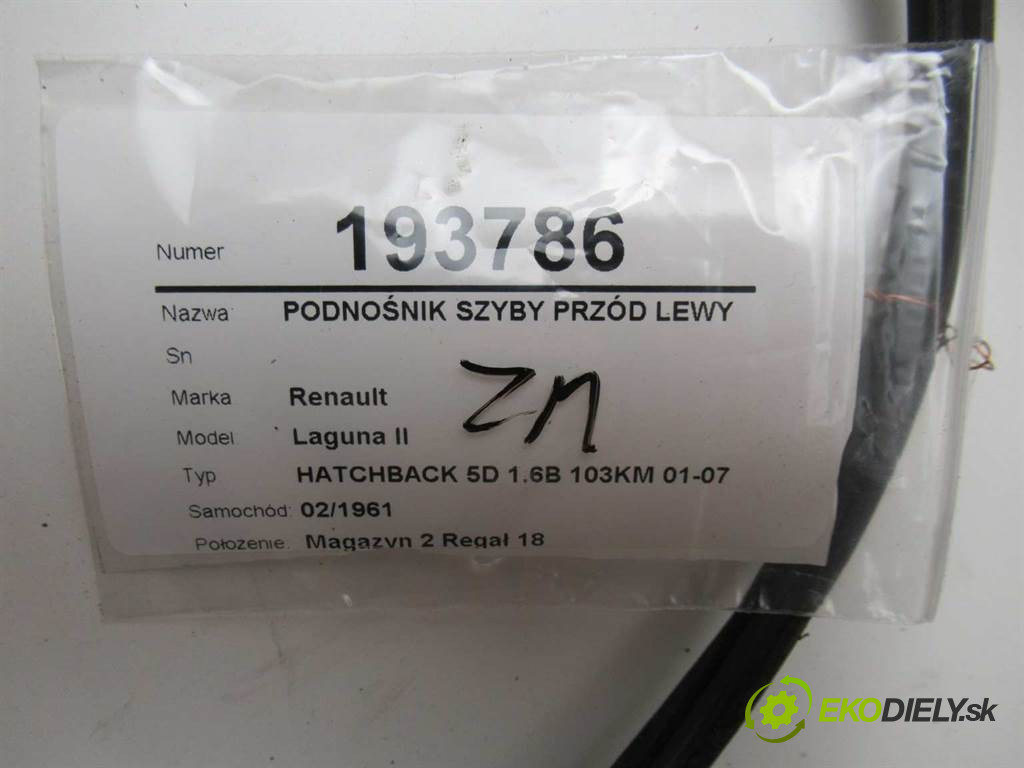 Numer 193786
Nazwa PODNOŚNIK SZYBY PRZÓD LEWY
Sn
Marka Renault
Model Laguna II
ZM
Typ HATCHBACK 5D 1.6B 103KM 01-07
Samochód: 02/1961
Położenie: Magazyn 2 Regał 18
EKODIELY.sk